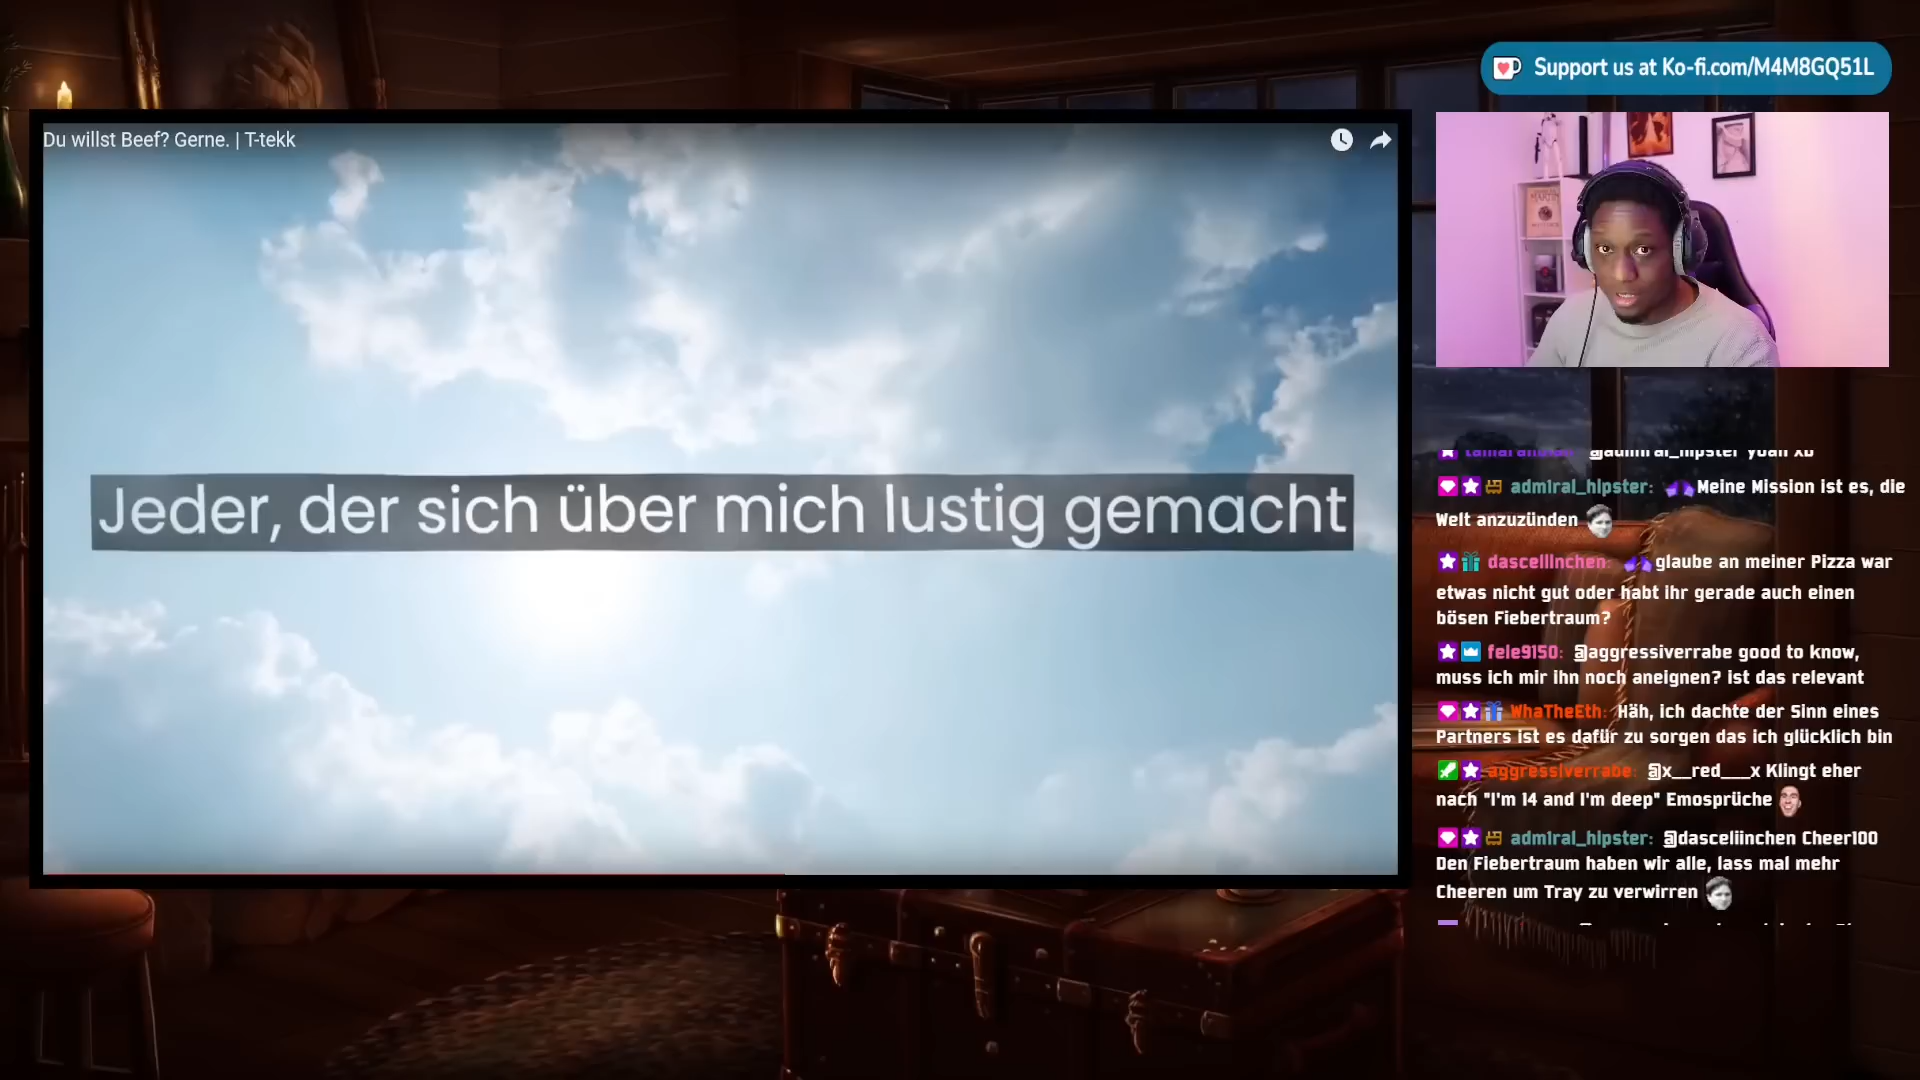 Support us at Ko-fi.com/M4M8GQ51L
Du willst Beef? Gerne. | T-tekk
Jeder, der sich über mich lustig gemacht
admiral_hipster: Meine Mission ist es, die
Welt anzuzünden
dasceliinchen: glaube an meiner Pizza war
etwas nicht gut oder habt ihr gerade auch einen
bösen Fiebertraum?
fele9150: @aggressiverrabe good to know,
muss ich mir ihn noch aneignen? ist das relevant
WhaTheEth: Häh, ich dachte der Sinn eines
Partners ist es dafür zu sorgen das ich glücklich bin
aggressiverrabe: @x__red___x Klingt eher
nach "I'm 14 and I'm deep" Emosprüche
admiral_hipster: @dasceliinchen Cheer100
Den Fiebertraum haben wir alle, lass mal mehr
Cheeren um Tray zu verwirren